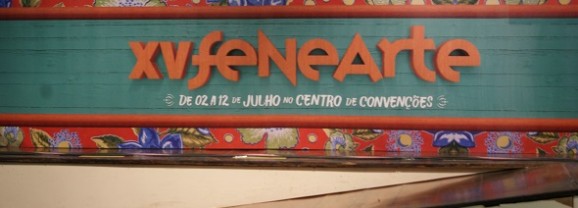 XV feNeArte
DE 02 A 12 DE JULHO NO CENTRO DE CONVENÇÕES